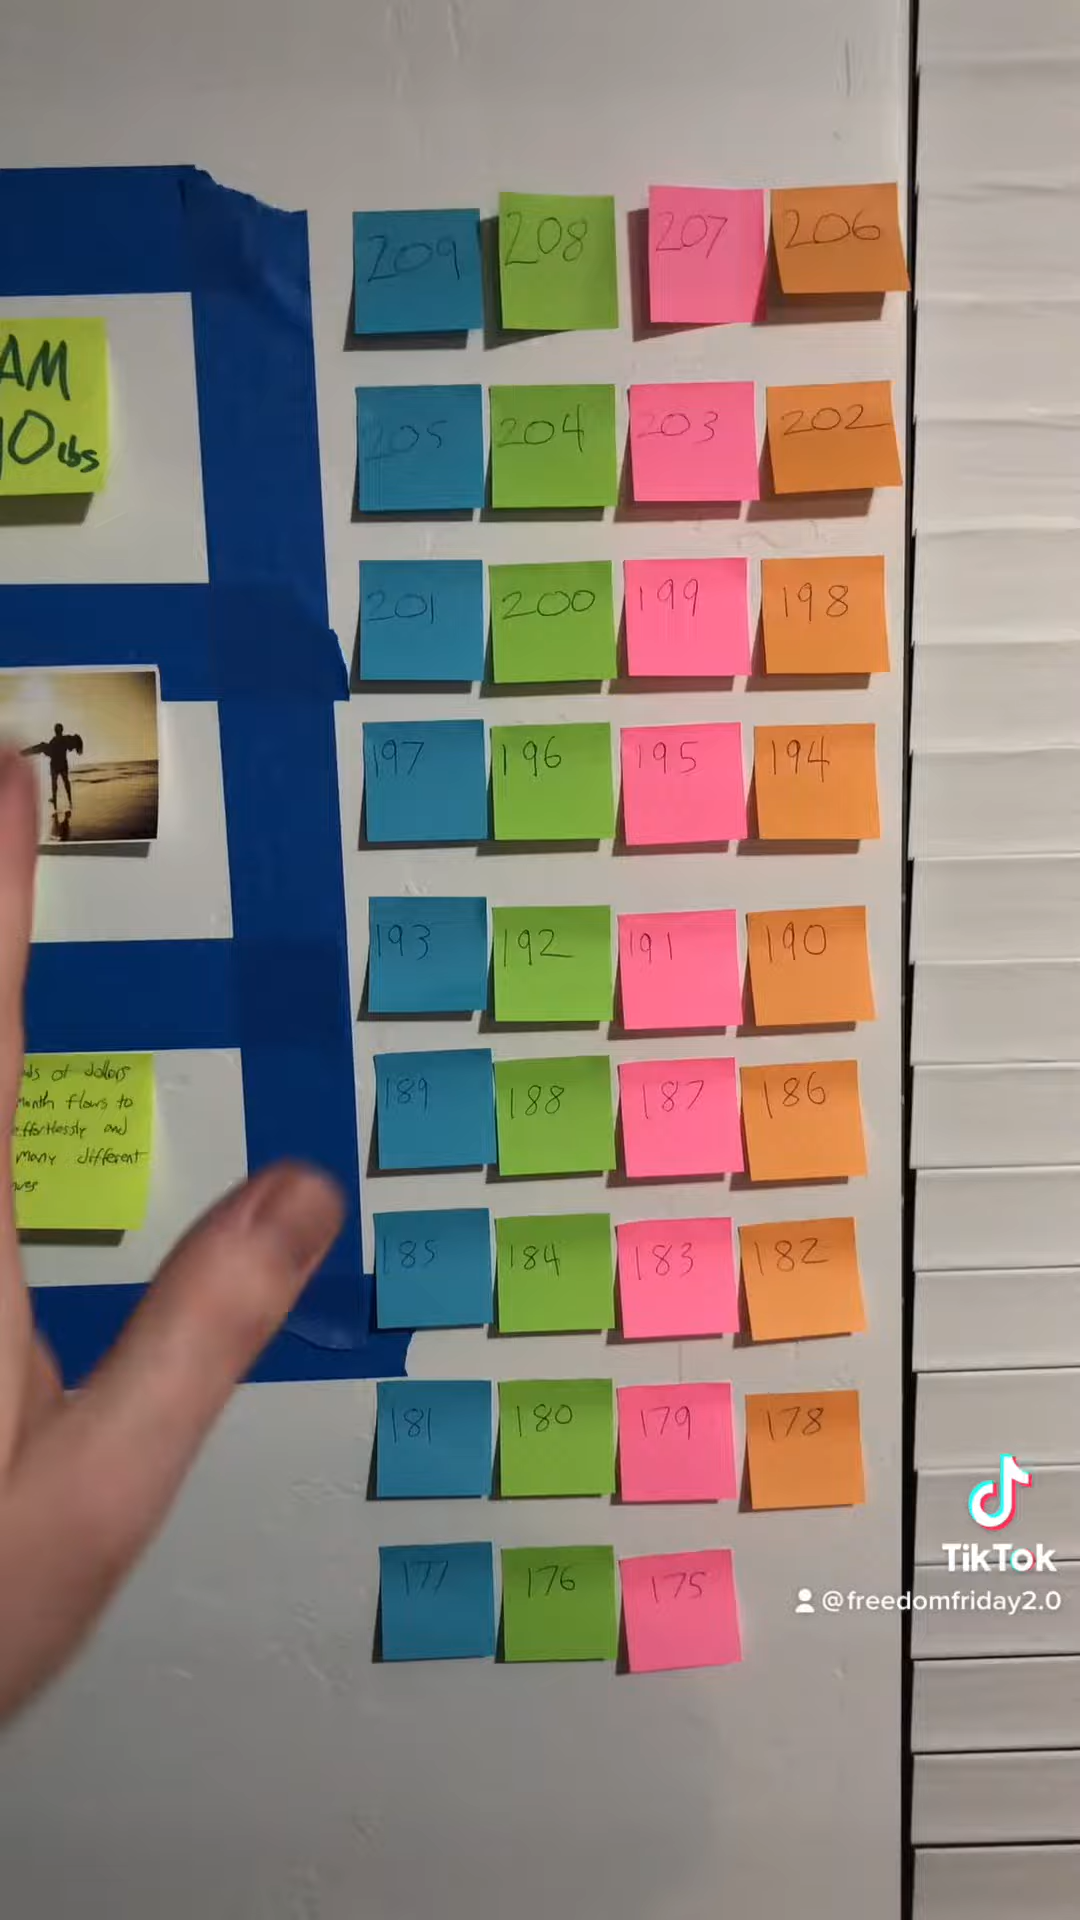 209 208 207 206
AM
0lbs
205 204 203 202
201 200 199 198
197 196 195 194
193 192 191 190
189 188 187 186
of dollars
month flows to
effortlessly and
many different
185 184 183 182
181 180 179 178
177 176 175
TikTok
@freedomfriday2.0